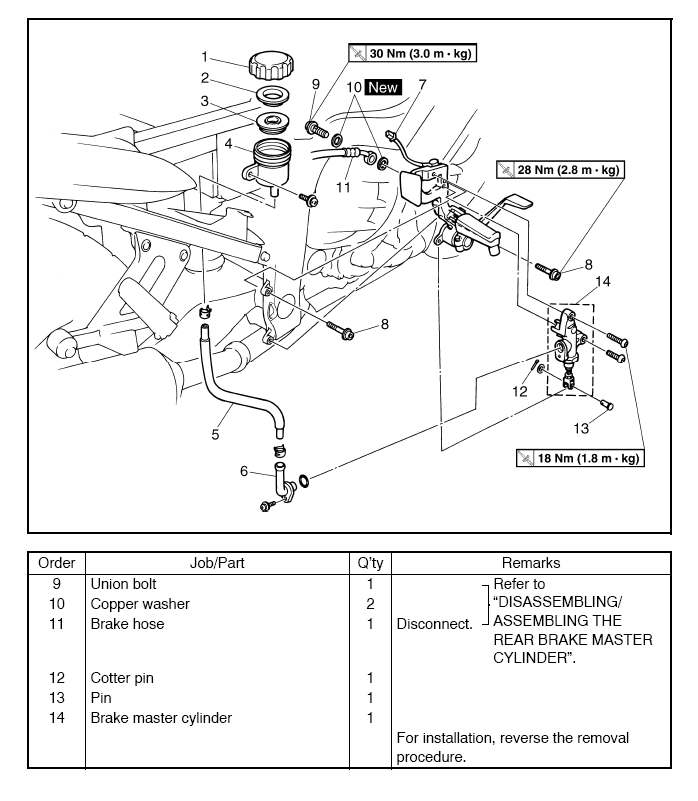 1
2
3
4
30 Nm (3.0 m · kg)
9
10 New
7
11
28 Nm (2.8 m · kg)
8
14
8
12
13
5
6
18 Nm (1.8 m · kg)
Order Job/Part Q'ty Remarks
9 Union bolt 1 Refer to
10 Copper washer 2 “DISASSEMBLING/
11 Brake hose 1 Disconnect. ASSEMBLING THE
REAR BRAKE MASTER
CYLINDER”.
12 Cotter pin 1
13 Pin 1
14 Brake master cylinder 1
For installation, reverse the removal
procedure.